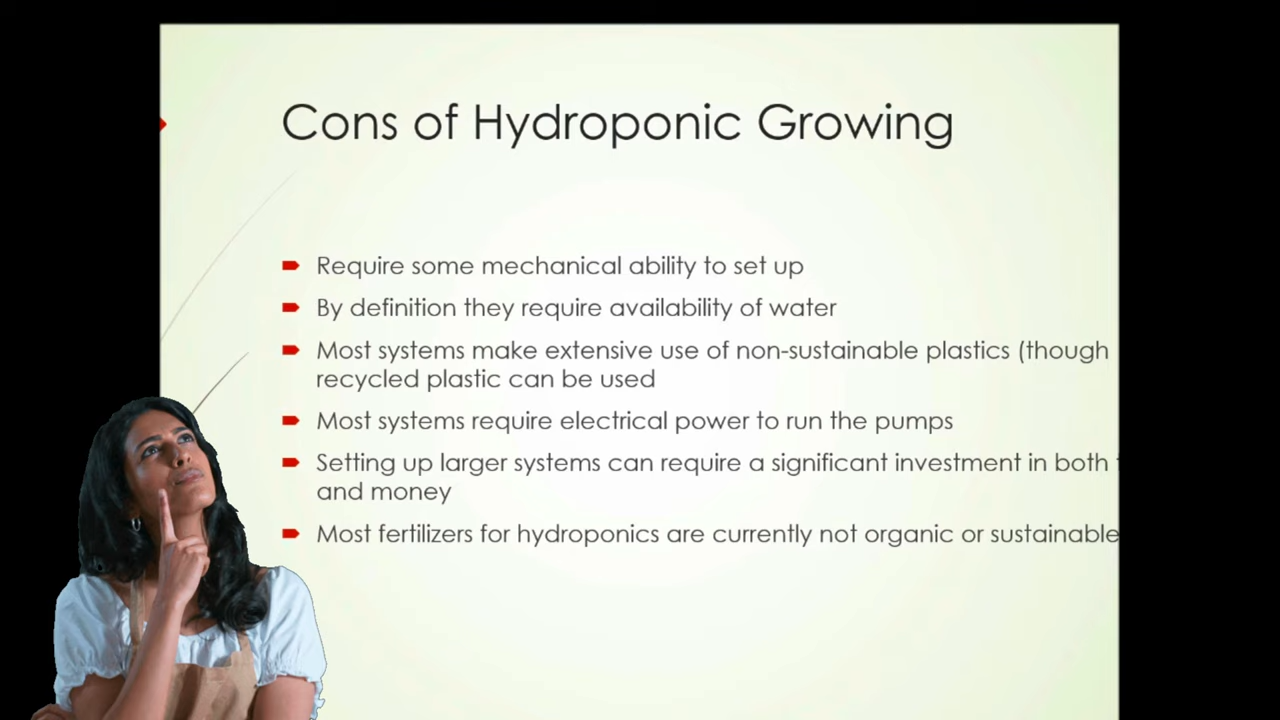 Cons of Hydroponic Growing
Require some mechanical ability to set up
By definition they require availability of water
Most systems make extensive use of non-sustainable plastics (though
recycled plastic can be used
Most systems require electrical power to run the pumps
Setting up larger systems can require a significant investment in both
and money
Most fertilizers for hydroponics are currently not organic or sustainable